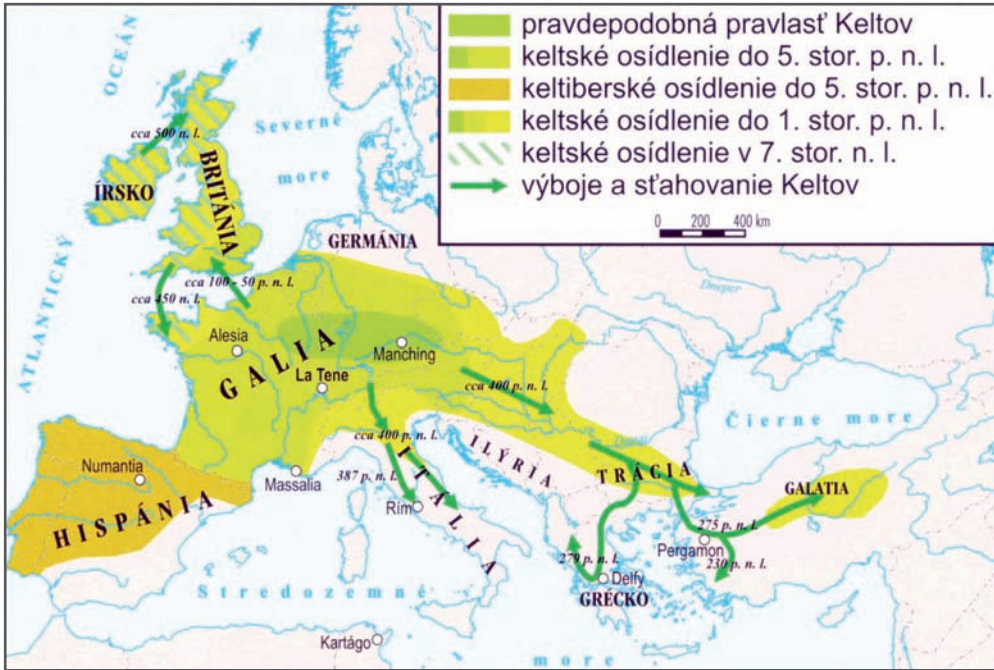 pravdepodobná pravlasť Keltov
keltské osídlenie do 5. stor. p. n. l.
keltiberské osídlenie do 5. stor. p. n. l.
keltské osídlenie do 1. stor. p. n. l.
keltské osídlenie v 7. stor. n. l.
výboje a sťahovanie Keltov
0 200 400 km
ATLANTICKÝ
OCEÁN
Severné
more
cca 500 n. l.
ÍRSKO
BRITÁNIA
GERMÁNIA
Dneper
cca 100 - 50 p. n. l.
cca 450 n. l.
Alesia
GALIA
Manching
La Tene
cca 400 p. n. l.
cca 400 p. n. l.
Čierne more
Dunaj
ILÝRIA
ITALIA
TRÁCIA
GALATIA
Numantia
HISPÁNIA
Massalia
387 p. n. l.
Rím
275 p. n. l.
Pergamon
230 p. n. l.
279 p. n. l.
Delfy
GRÉCKO
Stredozemné
more
Kartágo